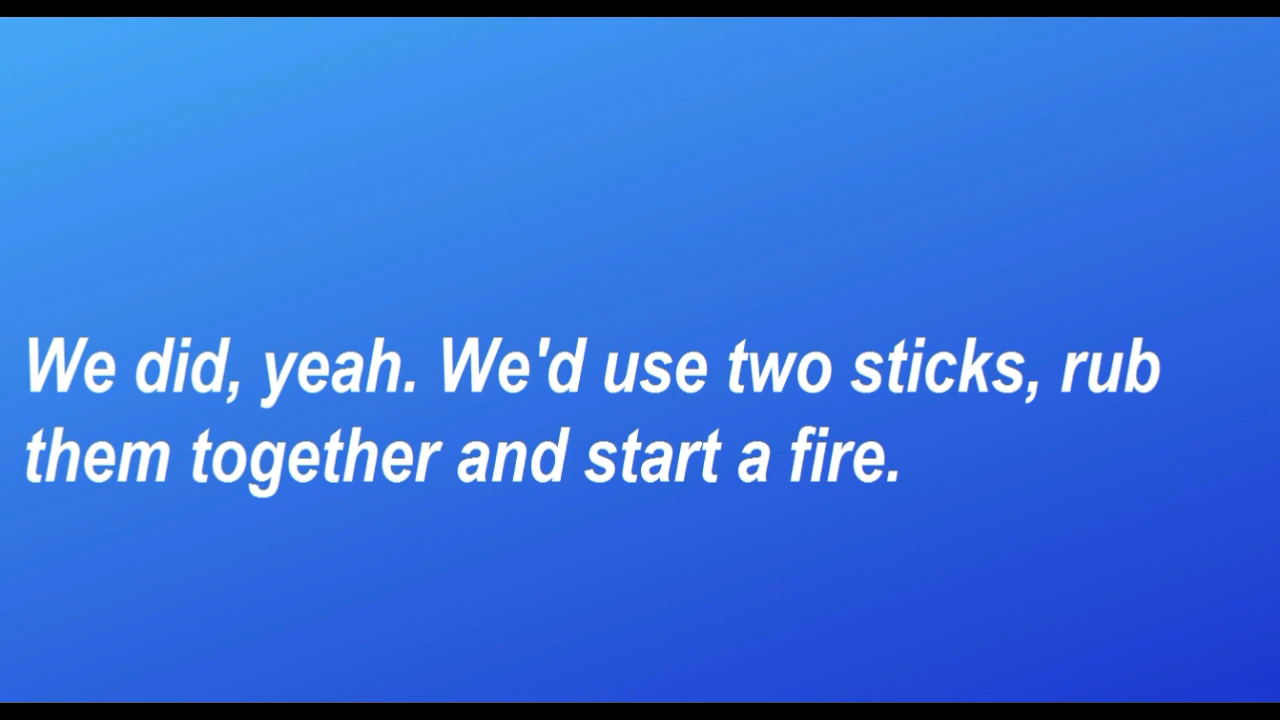 We did, yeah. We'd use two sticks, rub
them together and start a fire.